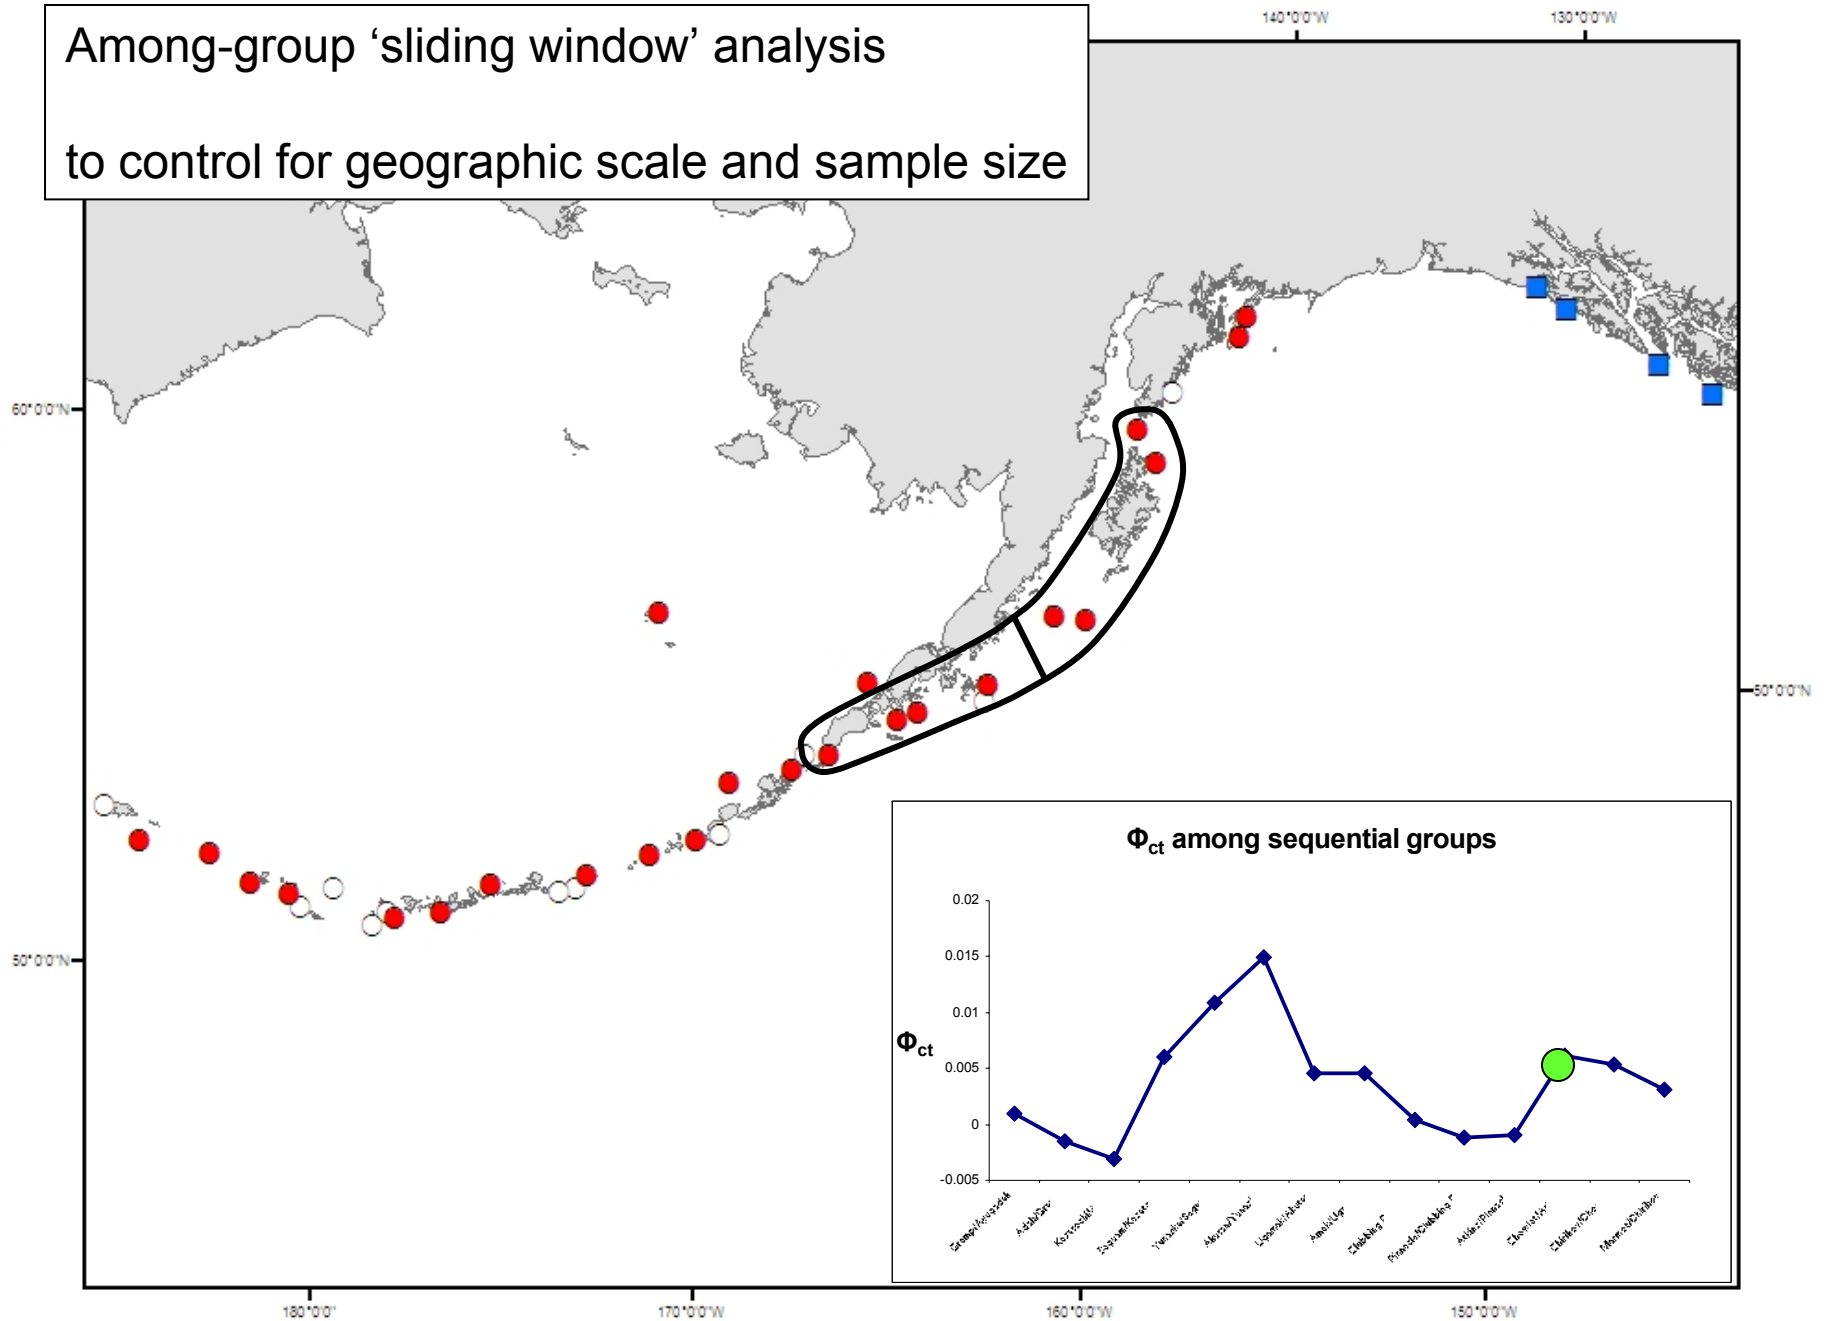 Among-group ‘sliding window’ analysis
to control for geographic scale and sample size
140°0'0"W
130°0'0"W
60°0'0"N
50°0'0"N
50°0'0"N
180°0'0"
170°0'0"W
160°0'0"W
150°0'0"W
Φct among sequential groups
Φct
0.02
0.015
0.01
0.005
0
-0.005